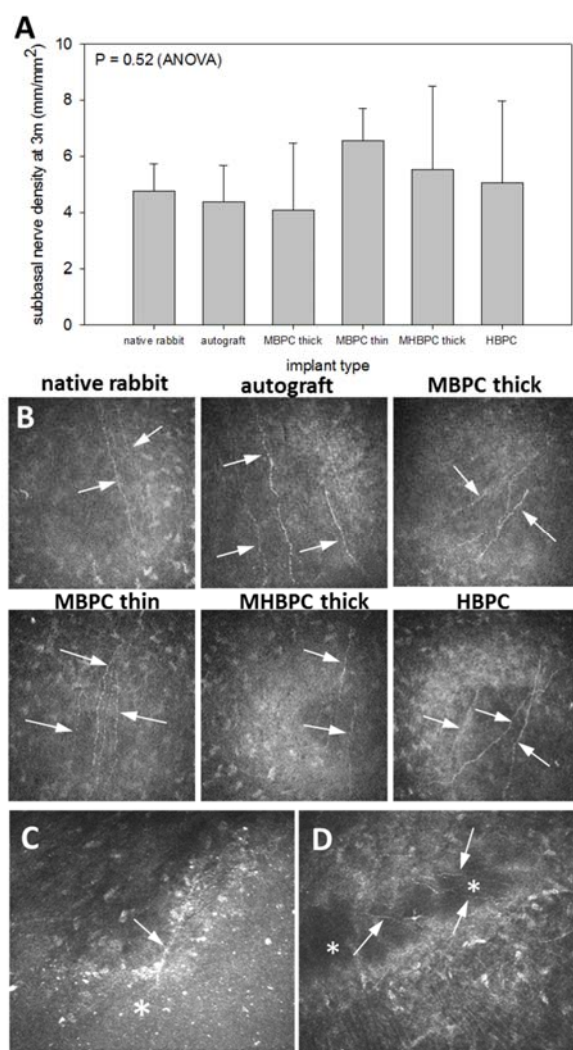 A
P = 0.52 (ANOVA)
subbasal nerve density at 3m (mm/mm²)
10
8
6
4
2
0
native rabbit autograft MBPC thick MBPC thin MHBPC thick HBPC
implant type
native rabbit autograft MBPC thick
B
MBPC thin MHBPC thick HBPC
C
*
D
*
*